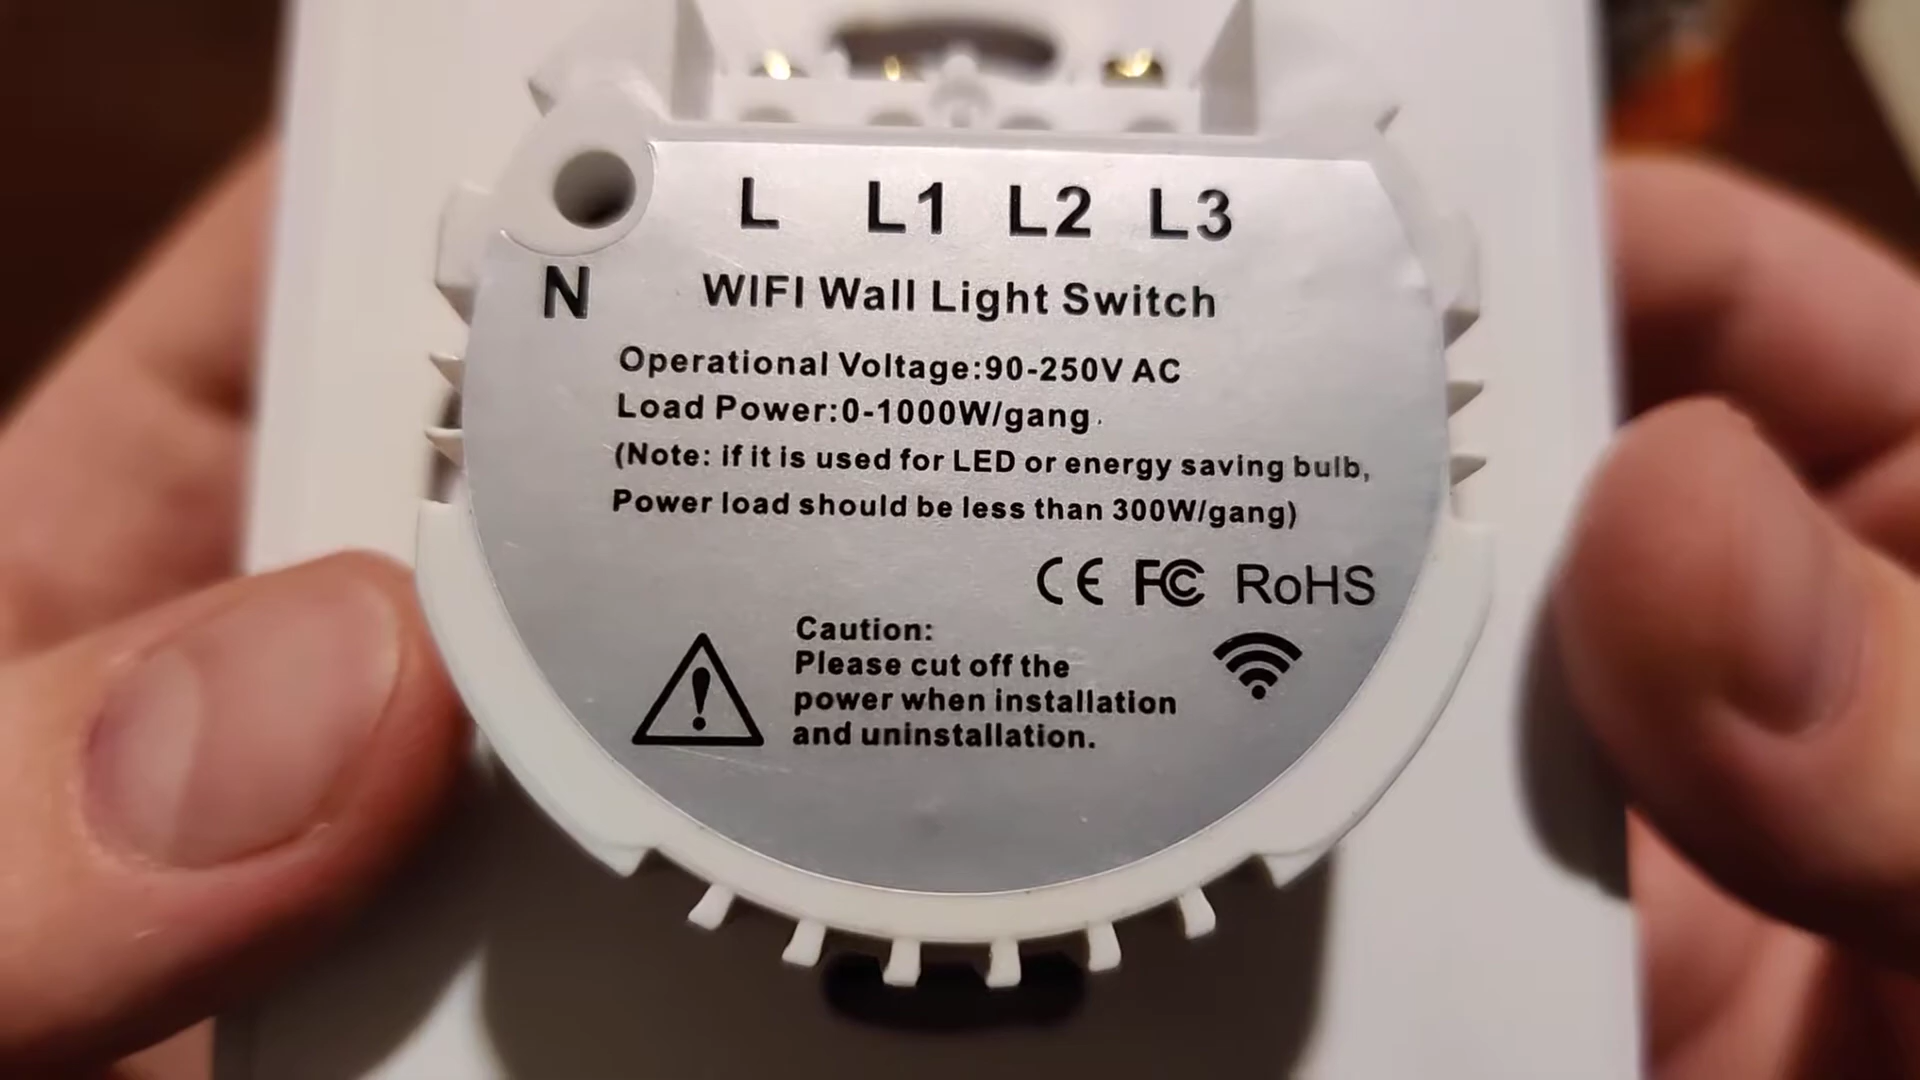 L L1 L2 L3
N
WIFI Wall Light Switch
Operational Voltage:90-250V AC
Load Power:0-1000W/gang
(Note: if it is used for LED or energy saving bulb,
Power load should be less than 300W/gang)
CE FC RoHS
Caution:
Please cut off the
power when installation
and uninstallation.